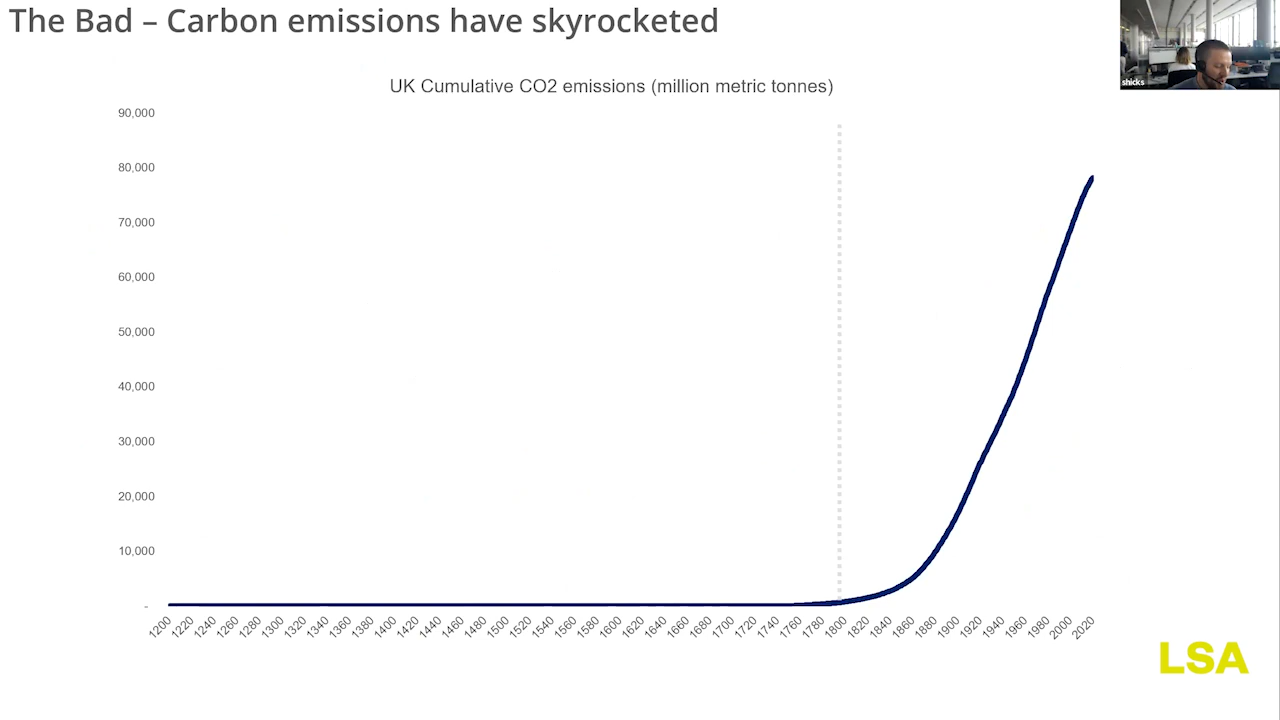 The Bad – Carbon emissions have skyrocketed
shicks
UK Cumulative CO2 emissions (million metric tonnes)
90,000
80,000
70,000
60,000
50,000
40,000
30,000
20,000
10,000
-
1200 1220 1240 1260 1280 1300 1320 1340 1360 1380 1400 1420 1440 1460 1480 1500 1520 1540 1560 1580 1600 1620 1640 1660 1680 1700 1720 1740 1760 1780 1800 1820 1840 1860 1880 1900 1920 1940 1960 1980 2000 2020
LSA